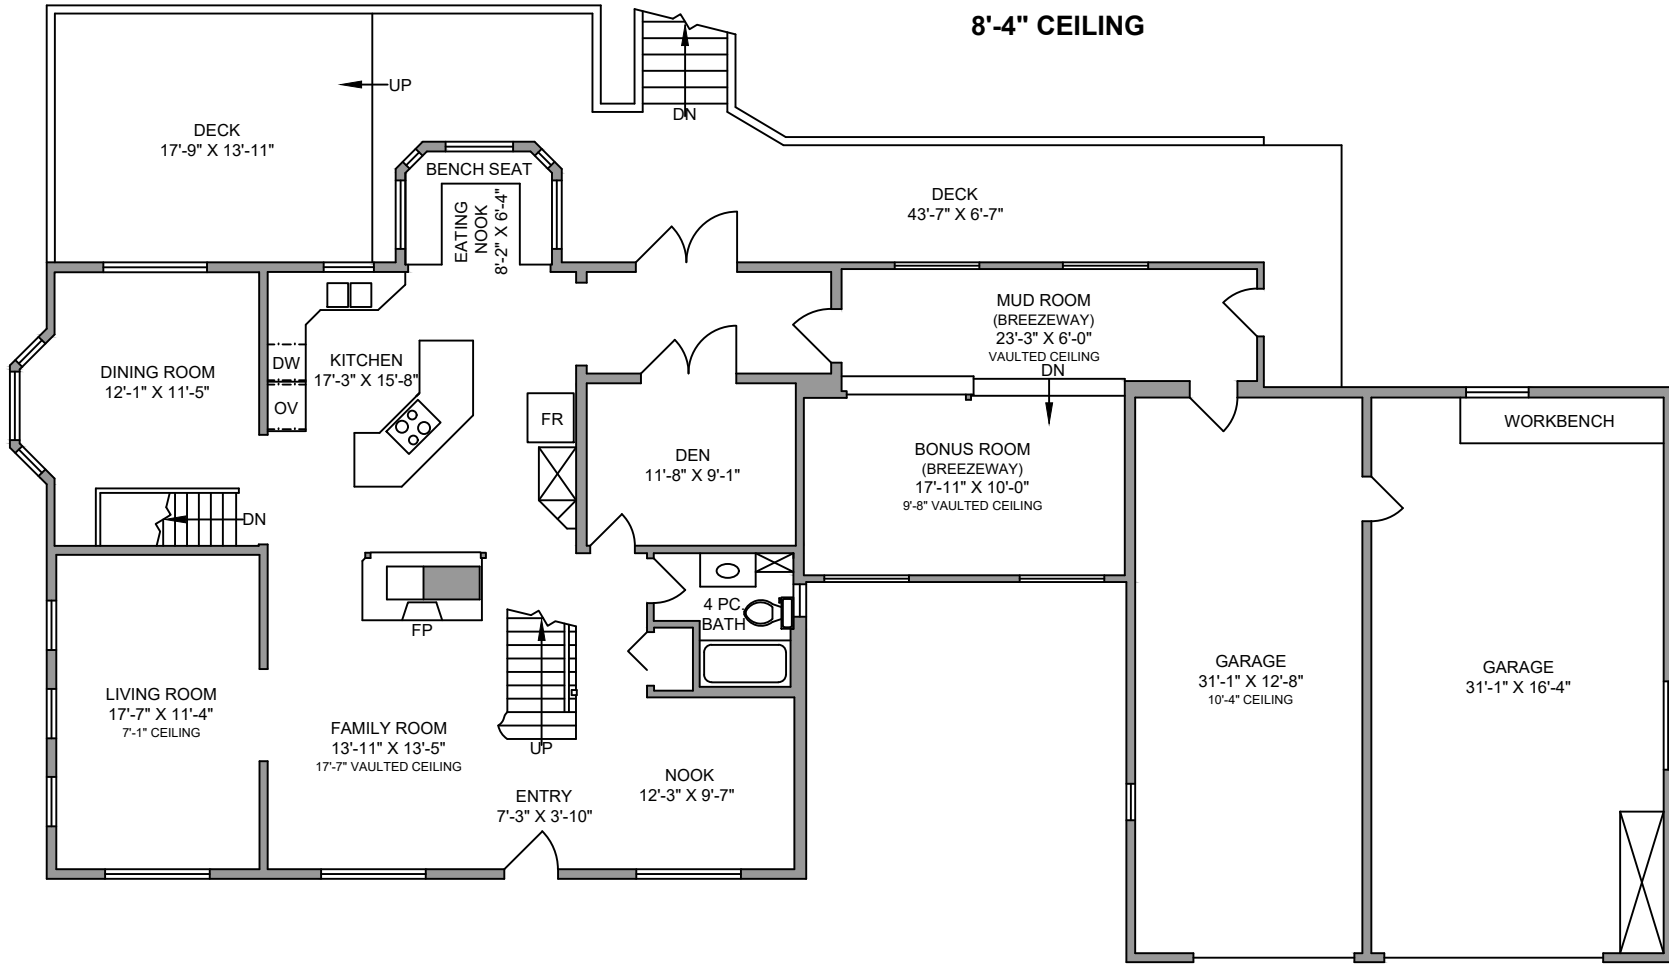 8'-4" CEILING
UP
DN
DECK
17'-9" X 13'-11"
BENCH SEAT
EATING
NOOK
8'-2" X 6'-4"
DECK
43'-7" X 6'-7"
MUD ROOM
(BREEZEWAY)
23'-3" X 6'-0"
VAULTED CEILING
DN
DINING ROOM
12'-1" X 11'-5"
DW
OV
KITCHEN
17'-3" X 15'-8"
FR
DEN
11'-8" X 9'-1"
BONUS ROOM
(BREEZEWAY)
17'-11" X 10'-0"
9'-8" VAULTED CEILING
WORKBENCH
DN
FP
4 PC.
BATH
LIVING ROOM
17'-7" X 11'-4"
7'-1" CEILING
FAMILY ROOM
13'-11" X 13'-5"
17'-7" VAULTED CEILING
UP
ENTRY
7'-3" X 3'-10"
NOOK
12'-3" X 9'-7"
GARAGE
31'-1" X 12'-8"
10'-4" CEILING
GARAGE
31'-1" X 16'-4"